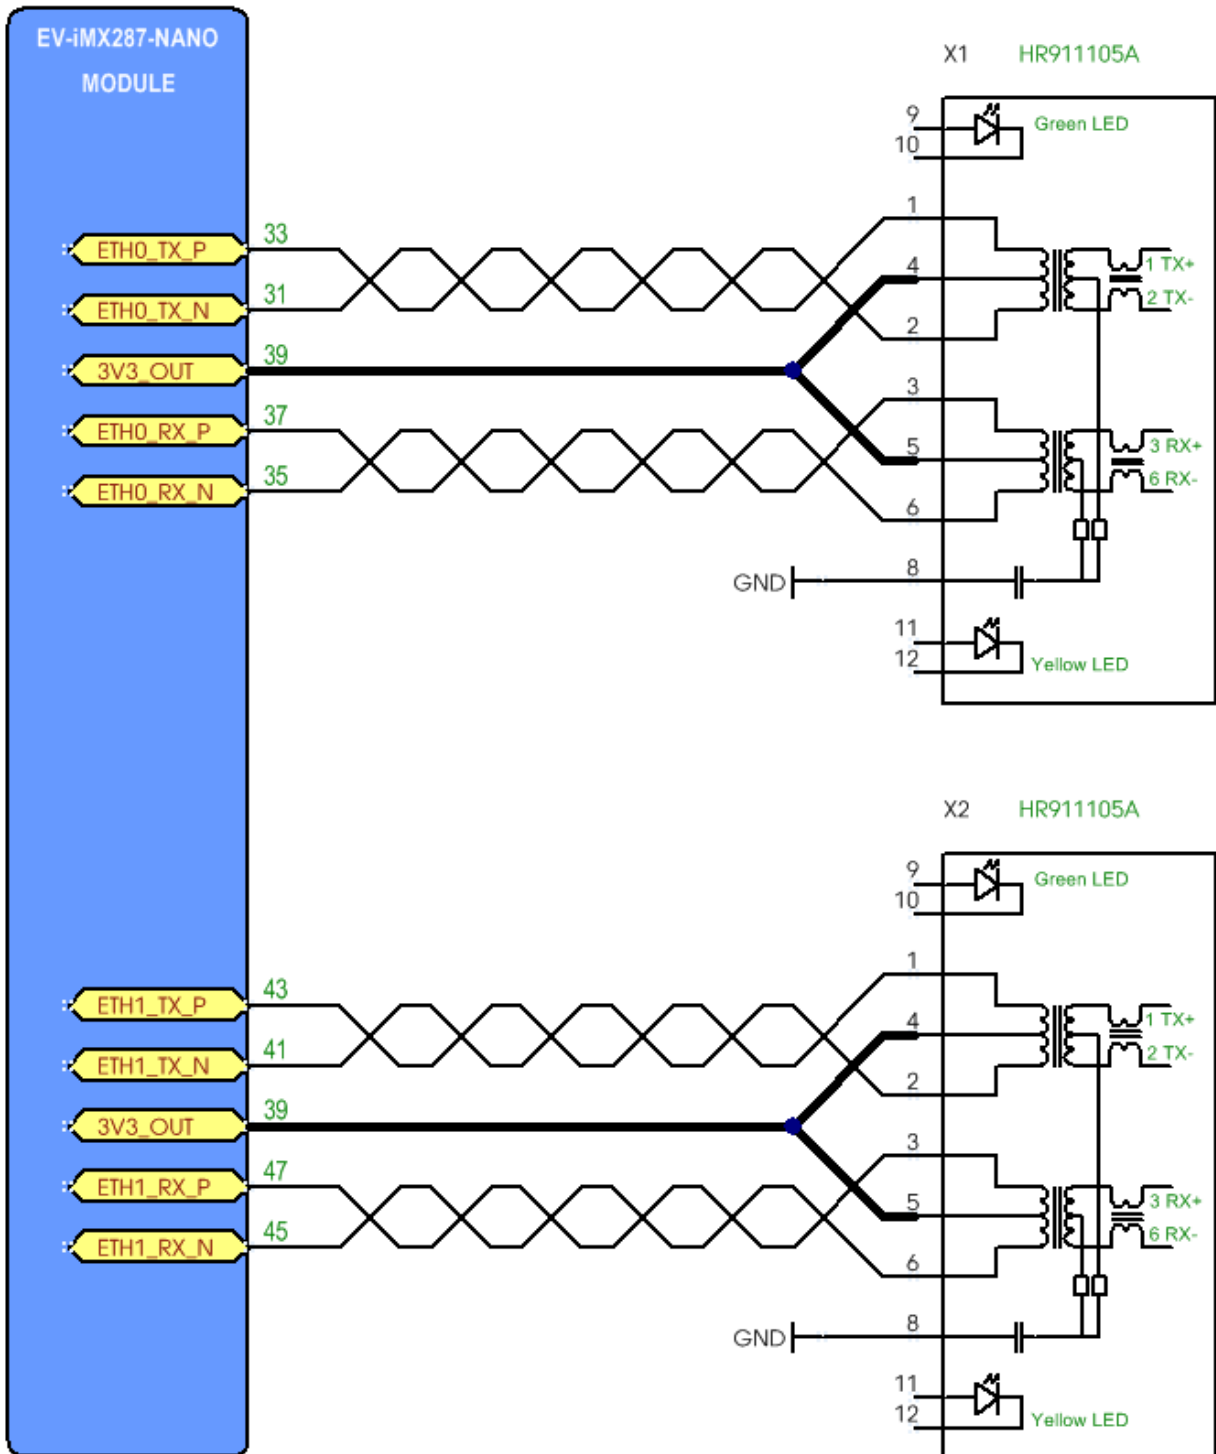 EV-iMX287-NANO
MODULE
X1 HR911105A
9
Green LED
10
1
33
ETH0_TX_P
4
1 TX+
31
ETH0_TX_N
2 TX-
2
39
3V3_OUT
3
37
ETH0_RX_P
5
3 RX+
35
ETH0_RX_N
6 RX-
6
8
GND
11
12
Yellow LED
X2 HR911105A
9
Green LED
10
1
43
ETH1_TX_P
4
1 TX+
41
ETH1_TX_N
2 TX-
2
39
3V3_OUT
3
47
ETH1_RX_P
5
3 RX+
45
ETH1_RX_N
6 RX-
6
8
GND
11
12
Yellow LED